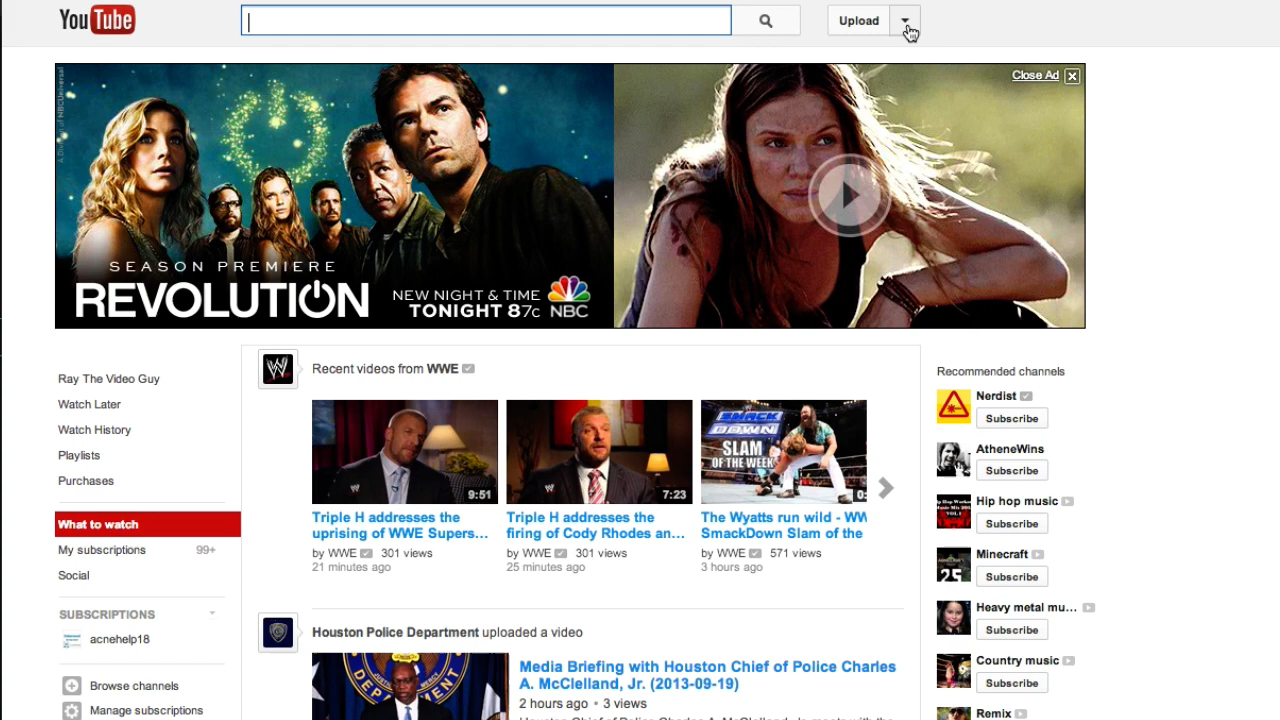 YouTube
Upload
A Division of NBCUniversal
Close Ad
SEASON PREMIERE
REVOLUTION
NEW NIGHT & TIME
TONIGHT 8/7c
NBC
Ray The Video Guy
Watch Later
Watch History
Playlists
Purchases
What to watch
My subscriptions 99+
Social
SUBSCRIPTIONS
acnehelp18
Browse channels
Manage subscriptions
Recent videos from WWE
9:51
7:23
SMACK
DOWN
SLAM
OF THE
WEEK
0:
Triple H addresses the
uprising of WWE Supers...
by WWE 301 views
21 minutes ago
Triple H addresses the
firing of Cody Rhodes an...
by WWE 301 views
25 minutes ago
The Wyatts run wild - WW
SmackDown Slam of the
by WWE 571 views
3 hours ago
Houston Police Department uploaded a video
Media Briefing with Houston Chief of Police Charles
A. McClelland, Jr. (2013-09-19)
2 hours ago • 3 views
Recommended channels
Nerdist
Subscribe
AtheneWins
Subscribe
Hip hop music
Subscribe
Minecraft
25
Subscribe
Heavy metal mu...
Subscribe
Country music
Subscribe
Remix